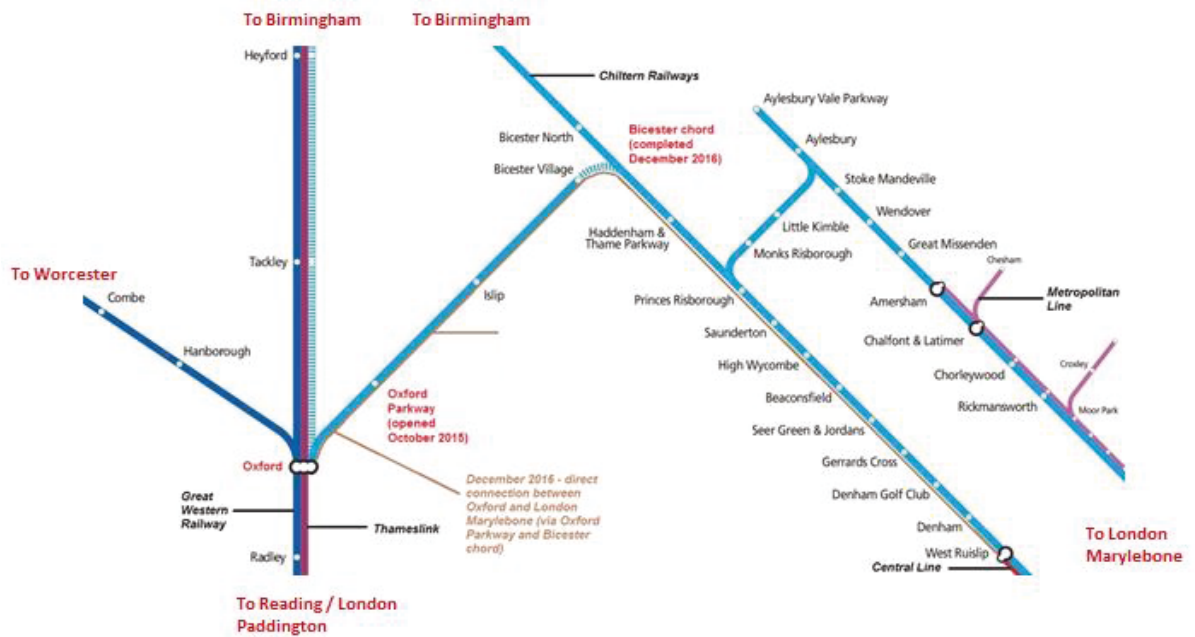 To Birmingham
To Birmingham
Heyford
Chiltern Railways
Aylesbury Vale Parkway
Bicester North
Bicester chord
(completed
December 2016)
Aylesbury
Bicester Village
Stoke Mandeville
Wendover
Little Kimble
Haddenham &
Thame Parkway
Great Missenden
Monks Risborough
Chesham
Tackley
To Worcester
Combe
Islip
Princes Risborough
Amersham
Metropolitan
Line
Saunderton
Chalfont & Latimer
Hanborough
High Wycombe
Chorleywood
Croxley
Oxford
Parkway
(opened
October 2015)
Beaconsfield
Rickmansworth
Moor Park
Seer Green & Jordans
Oxford
Gerrards Cross
December 2016 - direct
connection between
Oxford and London
Marylebone (via Oxford
Parkway and Bicester
chord)
Great
Western
Railway
Thameslink
Denham Golf Club
Denham
To London
Marylebone
Radley
West Ruislip
Central Line
To Reading / London
Paddington